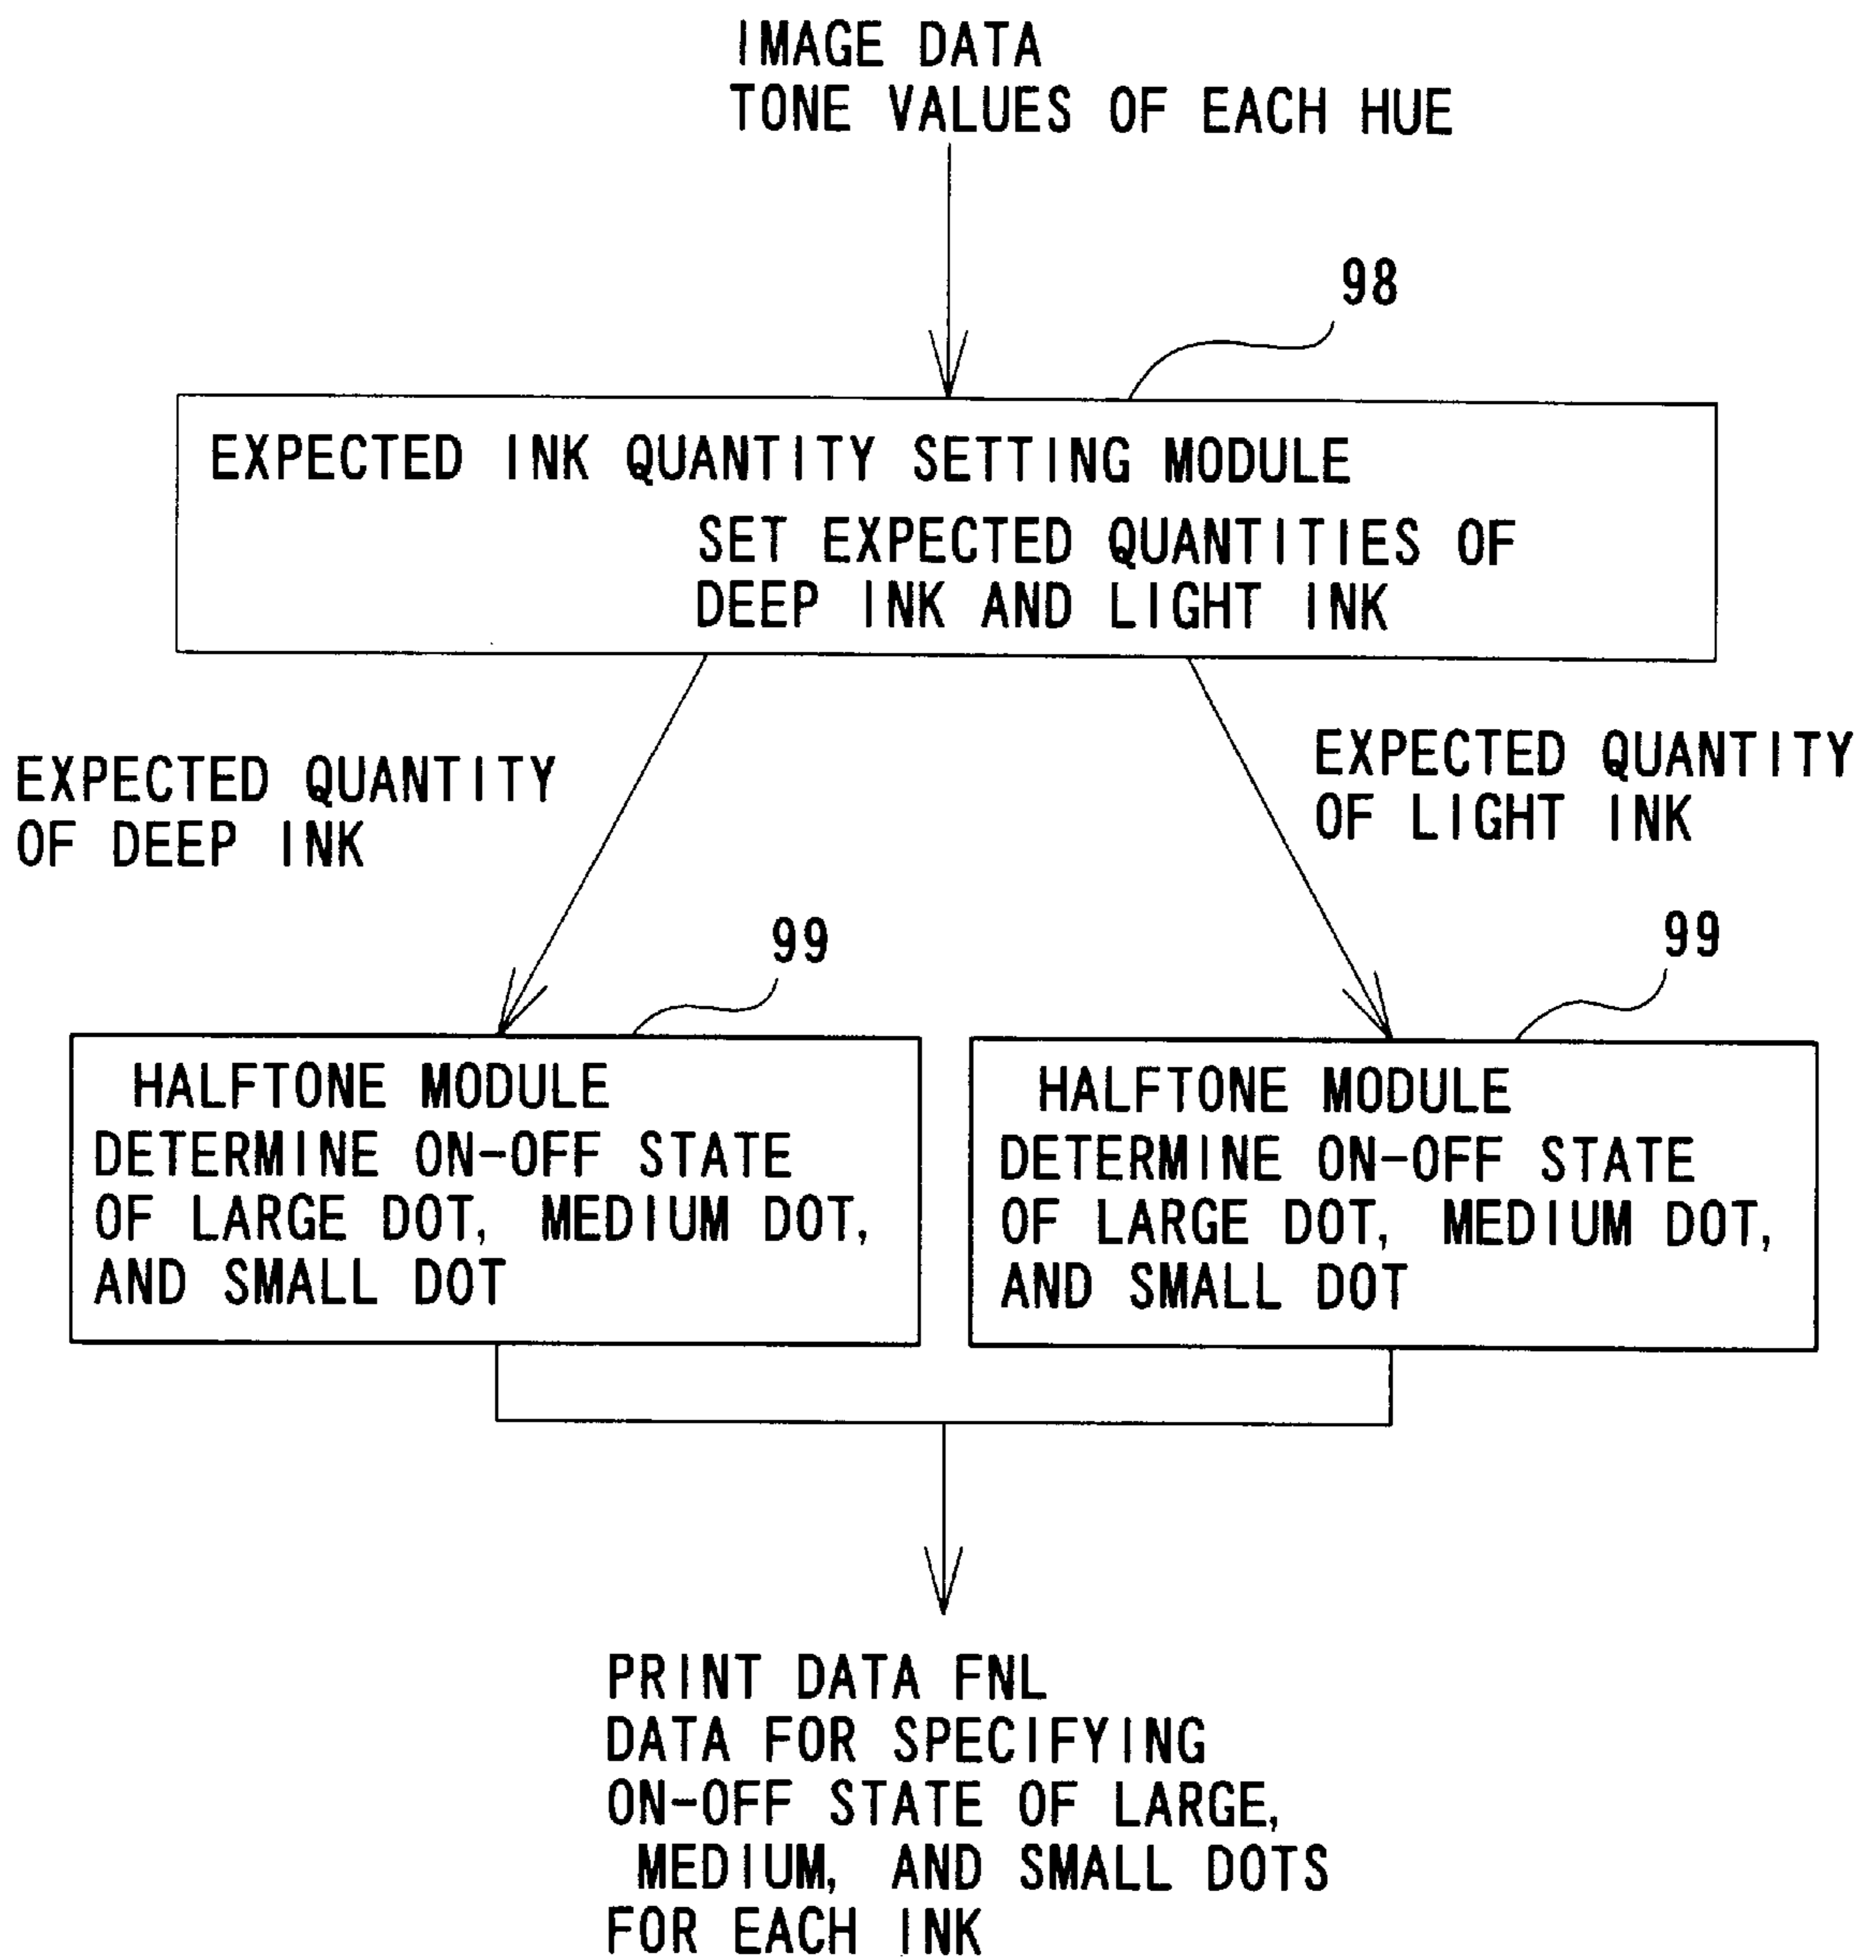 IMAGE DATA
TONE VALUES OF EACH HUE
98
EXPECTED INK QUANTITY SETTING MODULE
SET EXPECTED QUANTITIES OF
DEEP INK AND LIGHT INK
EXPECTED QUANTITY
OF DEEP INK
EXPECTED QUANTITY
OF LIGHT INK
99
HALFTONE MODULE
DETERMINE ON-OFF STATE
OF LARGE DOT, MEDIUM DOT,
AND SMALL DOT
99
HALFTONE MODULE
DETERMINE ON-OFF STATE
OF LARGE DOT, MEDIUM DOT,
AND SMALL DOT
PRINT DATA FNL
DATA FOR SPECIFYING
ON-OFF STATE OF LARGE,
MEDIUM, AND SMALL DOTS
FOR EACH INK